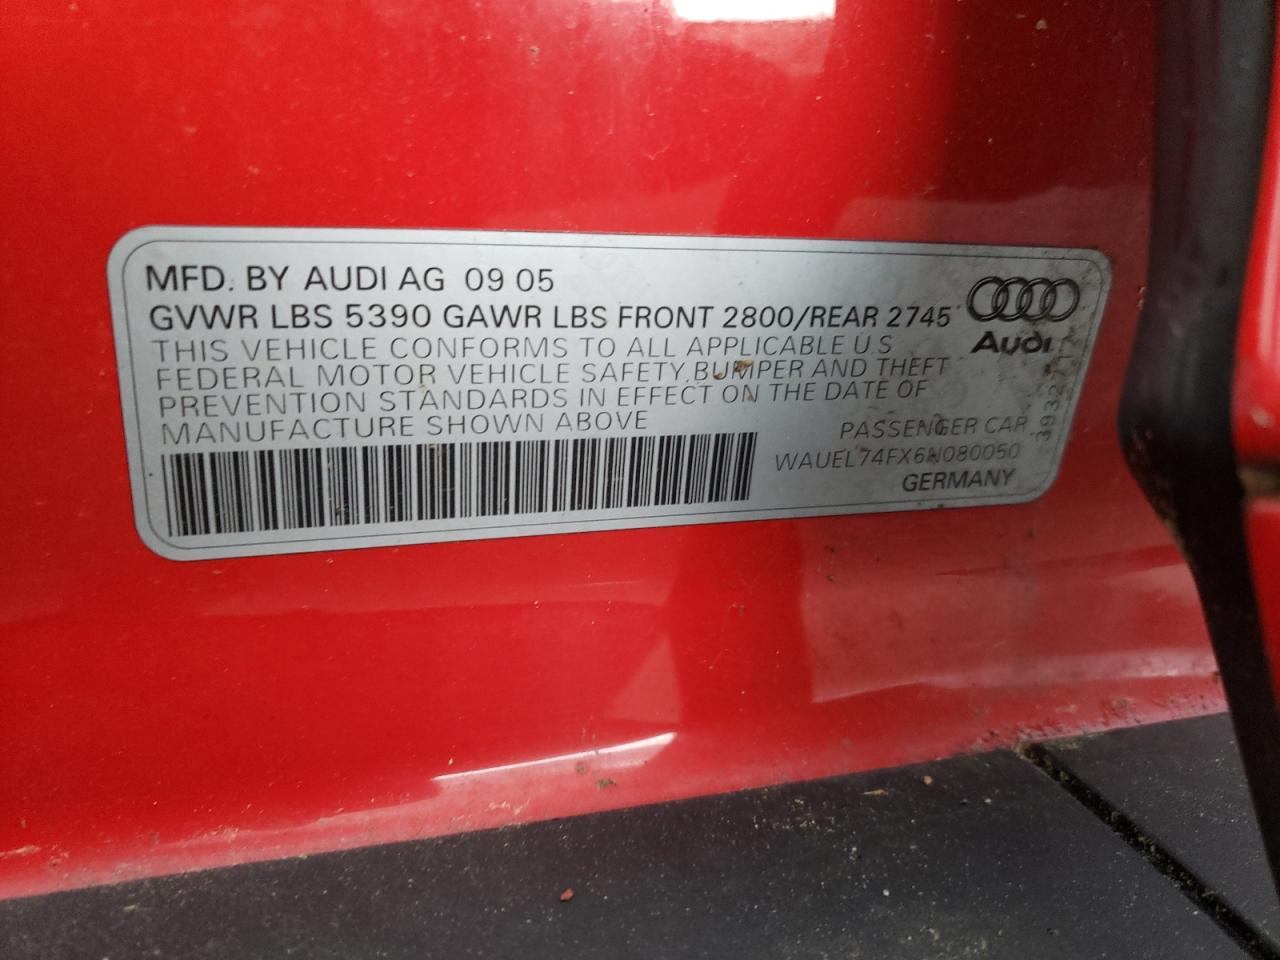 MFD. BY AUDI AG 09 05
GVWR LBS 5390 GAWR LBS FRONT 2800/REAR 2745
THIS VEHICLE CONFORMS TO ALL APPLICABLE U.S
FEDERAL MOTOR VEHICLE SAFETY, BUMPER AND THEFT
PREVENTION STANDARDS IN EFFECT ON THE DATE OF
MANUFACTURE SHOWN ABOVE
Audi
PASSENGER CAR
WAUEL74FX6N080050
GERMANY